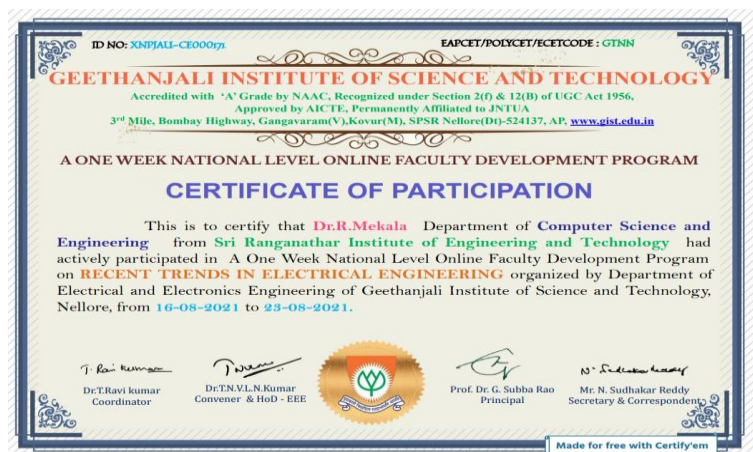 ID NO: XNPJALI-CE000171 EAPCET/POLYCET/ECETCODE : GTNN
GEETHANJALI INSTITUTE OF SCIENCE AND TECHNOLOGY
Accredited with ‘A’ Grade by NAAC, Recognized under Section 2(f) & 12(B) of UGC Act 1956,
Approved by AICTE, Permanently Affiliated to JNTUA
3rd Mile, Bombay Highway, Gangavaram(V),Kovur(M), SPSR Nellore(Dt)-524137, AP, www.gist.edu.in
A ONE WEEK NATIONAL LEVEL ONLINE FACULTY DEVELOPMENT PROGRAM
CERTIFICATE OF PARTICIPATION
This is to certify that Dr.R.Mekala Department of Computer Science and
Engineering from Sri Ranganathar Institute of Engineering and Technology had
actively participated in A One Week National Level Online Faculty Development Program
on RECENT TRENDS IN ELECTRICAL ENGINEERING organized by Department of
Electrical and Electronics Engineering of Geethanjali Institute of Science and Technology,
Nellore, from 16-08-2021 to 23-08-2021.
T. Ravi kumar N. Sudhakar Reddy
Dr.T.Ravi kumar Dr.T.N.V.L.N.Kumar Prof. Dr. G. Subba Rao Mr. N. Sudhakar Reddy
Coordinator Convener & HoD - EEE Principal Secretary & Correspondent
Made for free with Certify'em